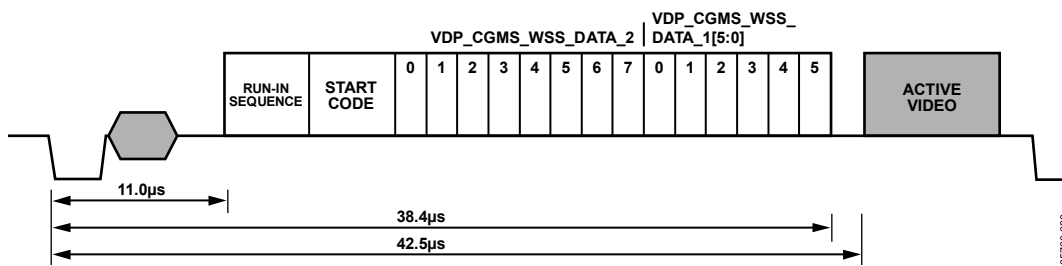 VDP_CGMS_WSS_DATA_2
VDP_CGMS_WSS_
DATA_1[5:0]
RUN-IN
SEQUENCE
START
CODE
0 1 2 3 4 5 6 7 0 1 2 3 4 5
ACTIVE
VIDEO
11.0µs
38.4µs
42.5µs